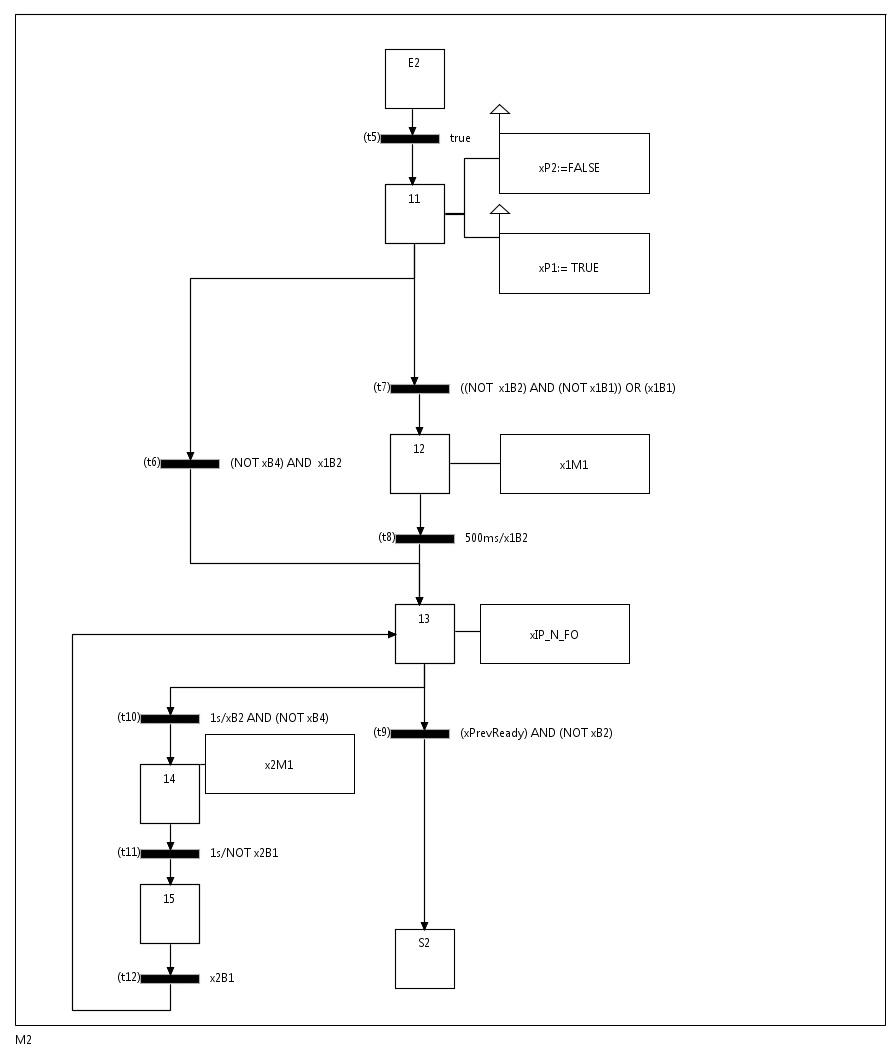 E2
(t5) true
xP2:=FALSE
11
xP1:= TRUE
(t7) ((NOT  x1B2) AND (NOT x1B1)) OR (x1B1)
12
(t6) (NOT xB4) AND  x1B2
x1M1
(t8) 500ms/x1B2
13
xIP_N_FO
(t10) 1s/xB2 AND (NOT xB4)
(t9) (xPrevReady) AND (NOT xB2)
x2M1
14
(t11) 1s/NOT x2B1
15
S2
(t12) x2B1
M2